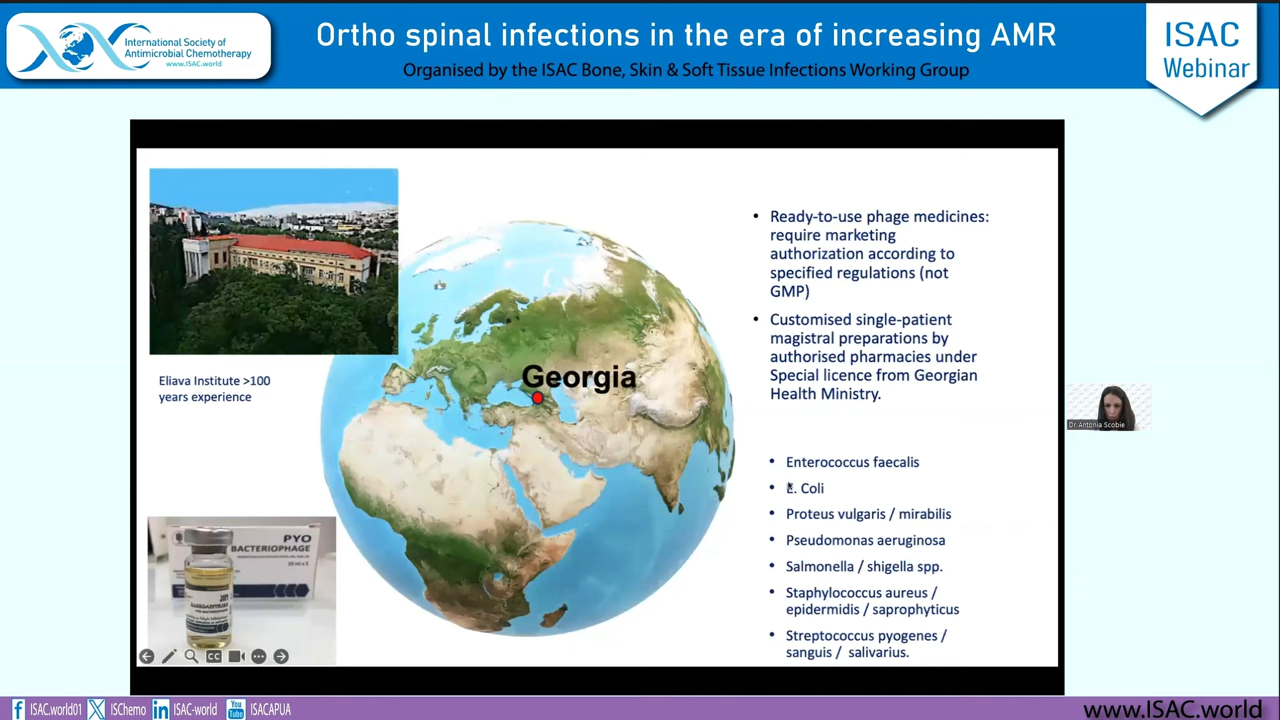 International Society of
Antimicrobial Chemotherapy
www.ISAC.world
Ortho spinal infections in the era of increasing AMR
Organised by the ISAC Bone, Skin & Soft Tissue Infections Working Group
ISAC
Webinar
Eliava Institute >100
years experience
Georgia
• Ready-to-use phage medicines:
require marketing
authorization according to
specified regulations (not
GMP)
• Customised single-patient
magistral preparations by
authorised pharmacies under
Special licence from Georgian
Health Ministry.
• Enterococcus faecalis
• E. Coli
• Proteus vulgaris / mirabilis
• Pseudomonas aeruginosa
• Salmonella / shigella spp.
• Staphylococcus aureus /
epidermidis / saprophyticus
• Streptococcus pyogenes /
sanguis / salivarius.
PYO
BACTERIOPHAGE
CC
Dr Antonia Scobie
ISAC.world01
ISChemo
ISAC-world
You
Tube
ISACAPUA
www.ISAC.world